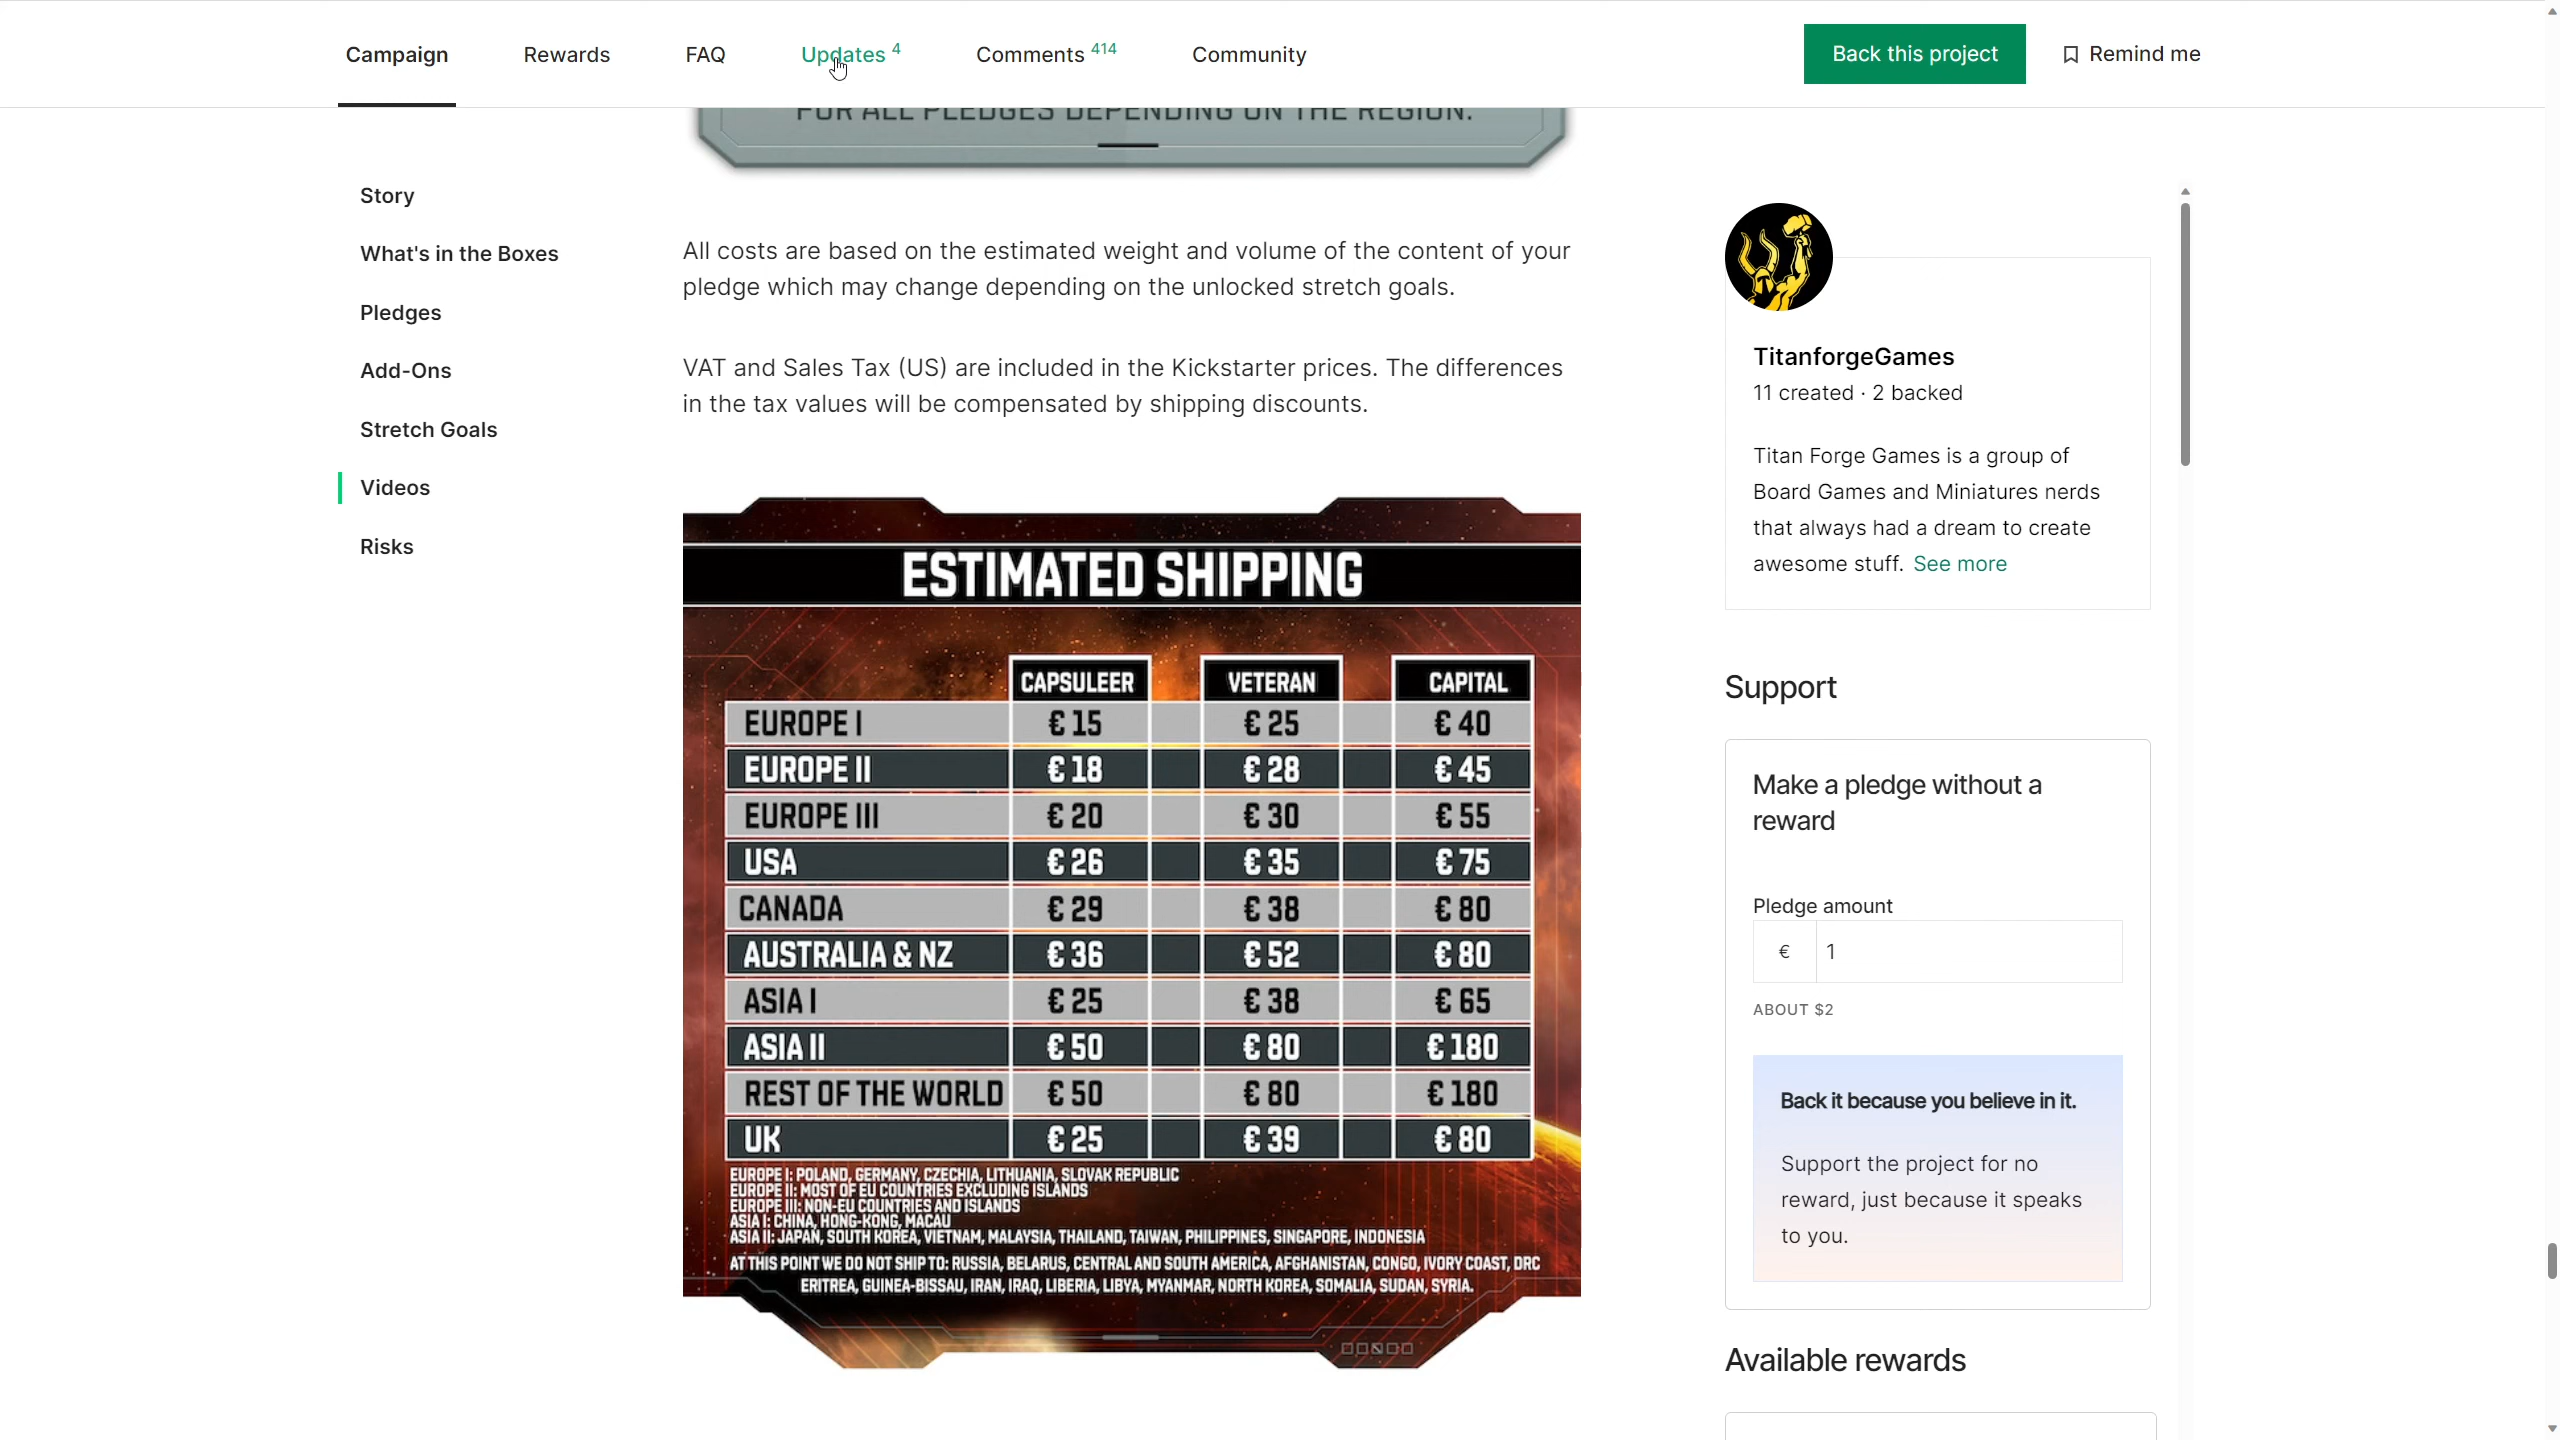 Campaign
Rewards
FAQ
Updates 4
Comments 414
Community
Back this project
Remind me
Story
What's in the Boxes
Pledges
Add-Ons
Stretch Goals
Videos
Risks
FOR ALL PLEDGES DEPENDING ON THE REGION.
All costs are based on the estimated weight and volume of the content of your
pledge which may change depending on the unlocked stretch goals.
VAT and Sales Tax (US) are included in the Kickstarter prices. The differences
in the tax values will be compensated by shipping discounts.
ESTIMATED SHIPPING
CAPSULEER VETERAN CAPITAL
EUROPE I € 15 € 25 € 40
EUROPE II € 18 € 28 € 45
EUROPE III € 20 € 30 € 55
USA € 26 € 35 € 75
CANADA € 29 € 38 € 80
AUSTRALIA & NZ € 36 € 52 € 80
ASIA I € 25 € 38 € 65
ASIA II € 50 € 80 € 180
REST OF THE WORLD € 50 € 80 € 180
UK € 25 € 39 € 80
EUROPE I: POLAND, GERMANY, CZECHIA, LITHUANIA, SLOVAK REPUBLIC
EUROPE II: MOST OF EU COUNTRIES EXCLUDING ISLANDS
EUROPE III: NON-EU COUNTRIES AND ISLANDS
ASIA I: CHINA, HONG-KONG, MACAU
ASIA II: JAPAN, SOUTH KOREA, VIETNAM, MALAYSIA, THAILAND, TAIWAN, PHILIPPINES, SINGAPORE, INDONESIA
AT THIS POINT WE DO NOT SHIP TO: RUSSIA, BELARUS, CENTRAL AND SOUTH AMERICA, AFGHANISTAN, CONGO, IVORY COAST, DRC
ERITREA, GUINEA-BISSAU, IRAN, IRAQ, LIBERIA, LIBYA, MYANMAR, NORTH KOREA, SOMALIA, SUDAN, SYRIA.
TitanforgeGames
11 created · 2 backed
Titan Forge Games is a group of
Board Games and Miniatures nerds
that always had a dream to create
awesome stuff. See more
Support
Make a pledge without a
reward
Pledge amount
€ 1
ABOUT $2
Back it because you believe in it.
Support the project for no
reward, just because it speaks
to you.
Available rewards